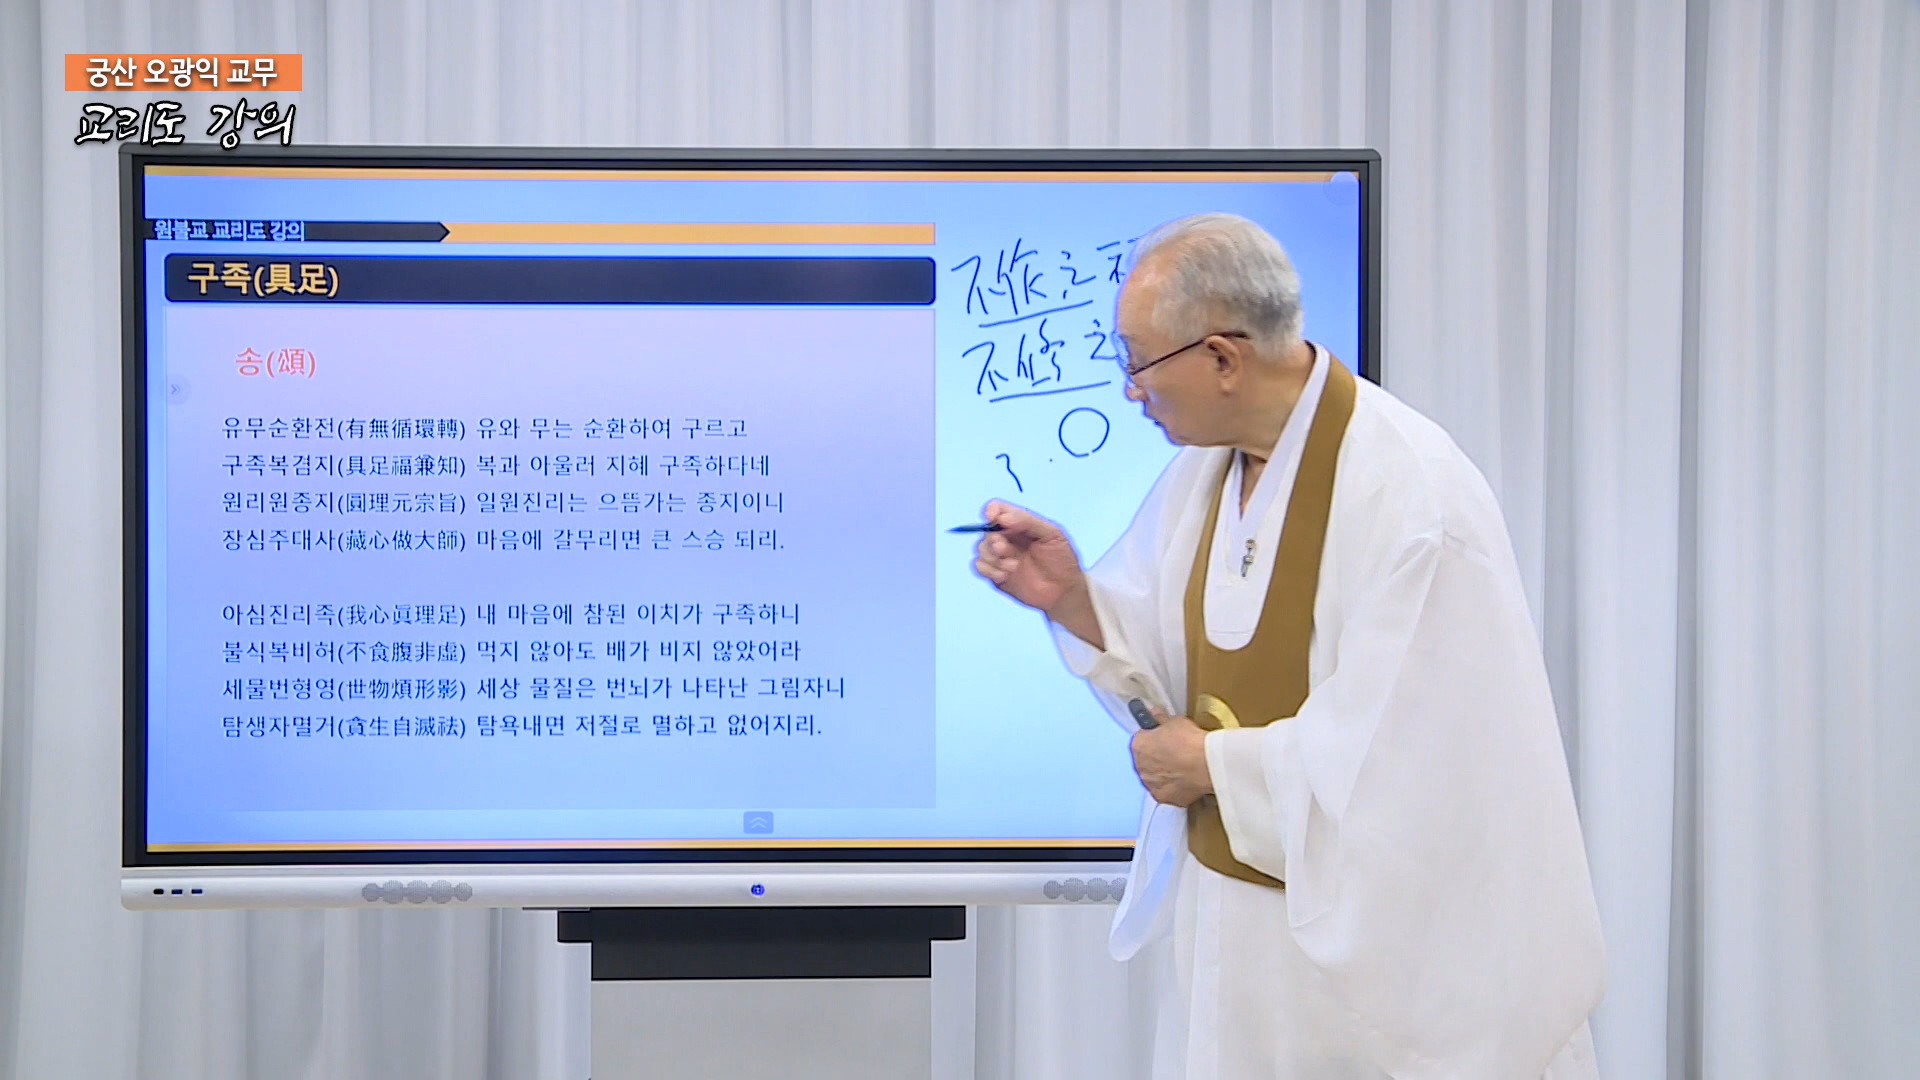 궁산 오광익 교무
교리도 강의
원불교 교리도 강의
구족(具足)
송(頌)
유무순환전(有無循環轉) 유와 무는 순환하여 구르고
구족복겸지(具足福兼知) 복과 아울러 지혜 구족하다네
원리원종지(圓理元宗旨) 일원진리는 으뜸가는 종지이니
장심주대사(藏心做大師) 마음에 갈무리면 큰 스승 되리.
아심진리족(我心眞理足) 내 마음에 참된 이치가 구족하니
불식복비허(不食腹非虛) 먹지 않아도 배가 비지 않았어라
세물번형영(世物煩形影) 세상 물질은 번뇌가 나타난 그림자니
탐생자멸거(貪生自滅祛) 탐욕내면 저절로 멸하고 없어지리.
不作之
不修之